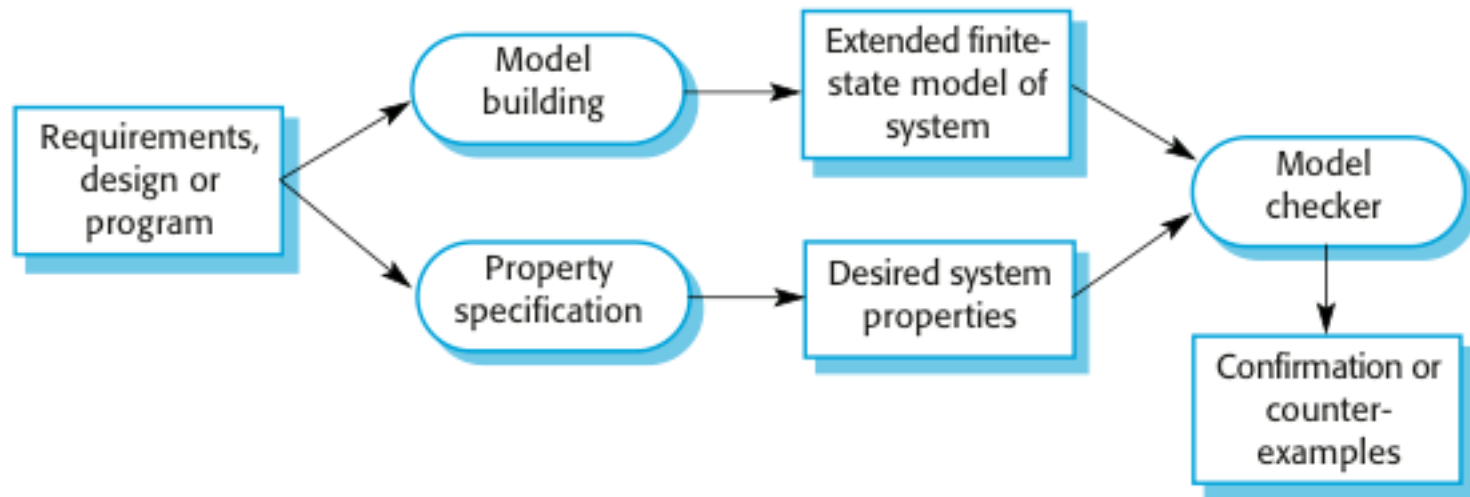 Requirements,
design or
program
Model
building
Property
specification
Extended finite-
state model of
system
Desired system
properties
Model
checker
Confirmation or
counter-
examples